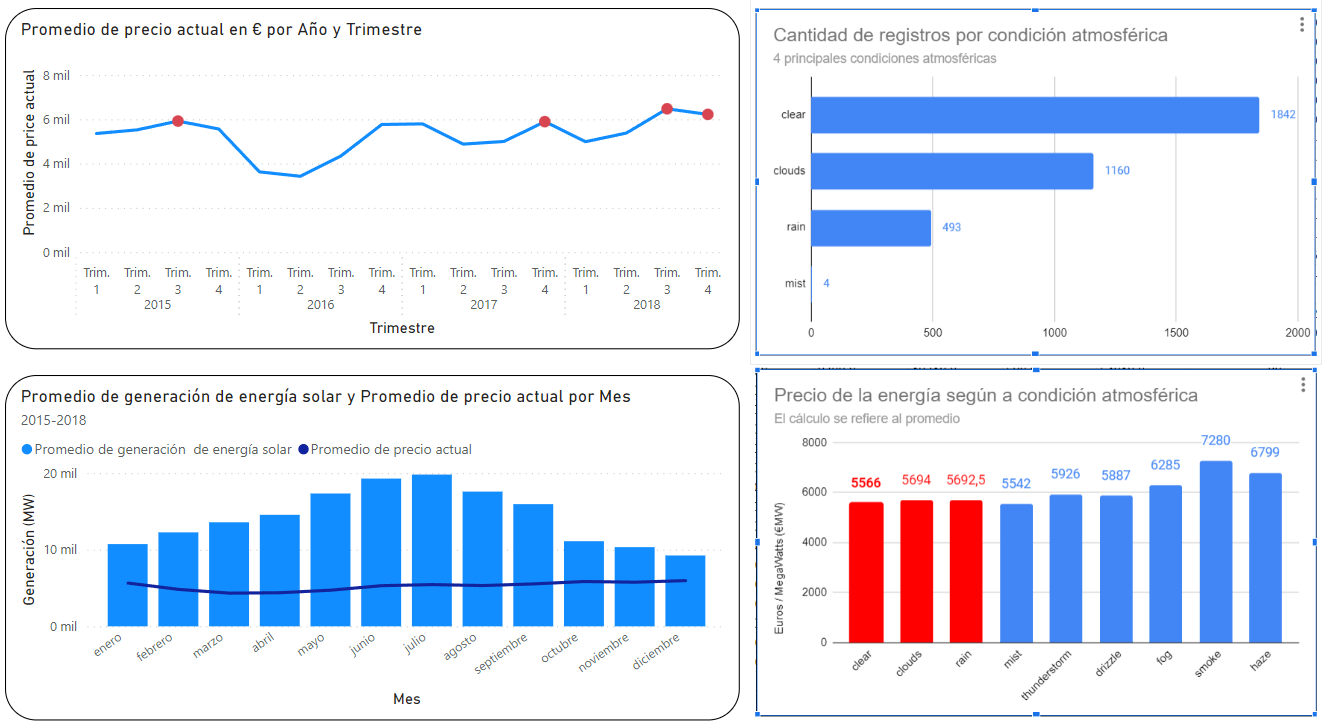 Promedio de precio actual en € por Año y Trimestre
Promedio de price actual
8 mil
6 mil
4 mil
2 mil
0 mil
Trim. 1 Trim. 2 Trim. 3 Trim. 4 Trim. 1 Trim. 2 Trim. 3 Trim. 4 Trim. 1 Trim. 2 Trim. 3 Trim. 4 Trim. 1 Trim. 2 Trim. 3 Trim. 4
2015 2016 2017 2018
Trimestre
Cantidad de registros por condición atmosférica
4 principales condiciones atmosféricas
clear 1842
clouds 1160
rain 493
mist 4
0 500 1000 1500 2000
Promedio de generación de energía solar y Promedio de precio actual por Mes
2015-2018
Promedio de generación de energía solar Promedio de precio actual
Generación (MW)
20 mil
10 mil
0 mil
enero febrero marzo abril mayo junio julio agosto septiembre octubre noviembre diciembre
Mes
Precio de la energía según a condición atmosférica
El cálculo se refiere al promedio
Euros / MegaWatts (€MW)
8000
6000
4000
2000
0
5566 5694 5692,5 5542 5926 5887 6285 7280 6799
clear clouds rain mist thunderstorm drizzle fog smoke haze